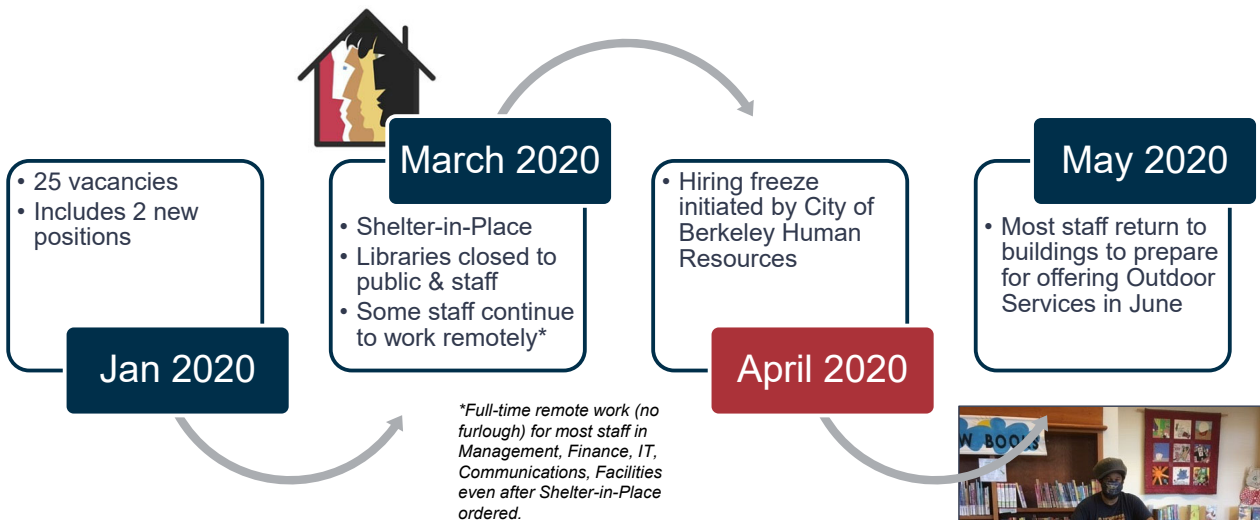 • 25 vacancies
• Includes 2 new
positions
Jan 2020
March 2020
• Shelter-in-Place
• Libraries closed to
public & staff
• Some staff continue
to work remotely*
*Full-time remote work (no
furlough) for most staff in
Management, Finance, IT,
Communications, Facilities
even after Shelter-in-Place
ordered.
• Hiring freeze
initiated by City of
Berkeley Human
Resources
April 2020
May 2020
• Most staff return to
buildings to prepare
for offering Outdoor
Services in June
W BOOKS